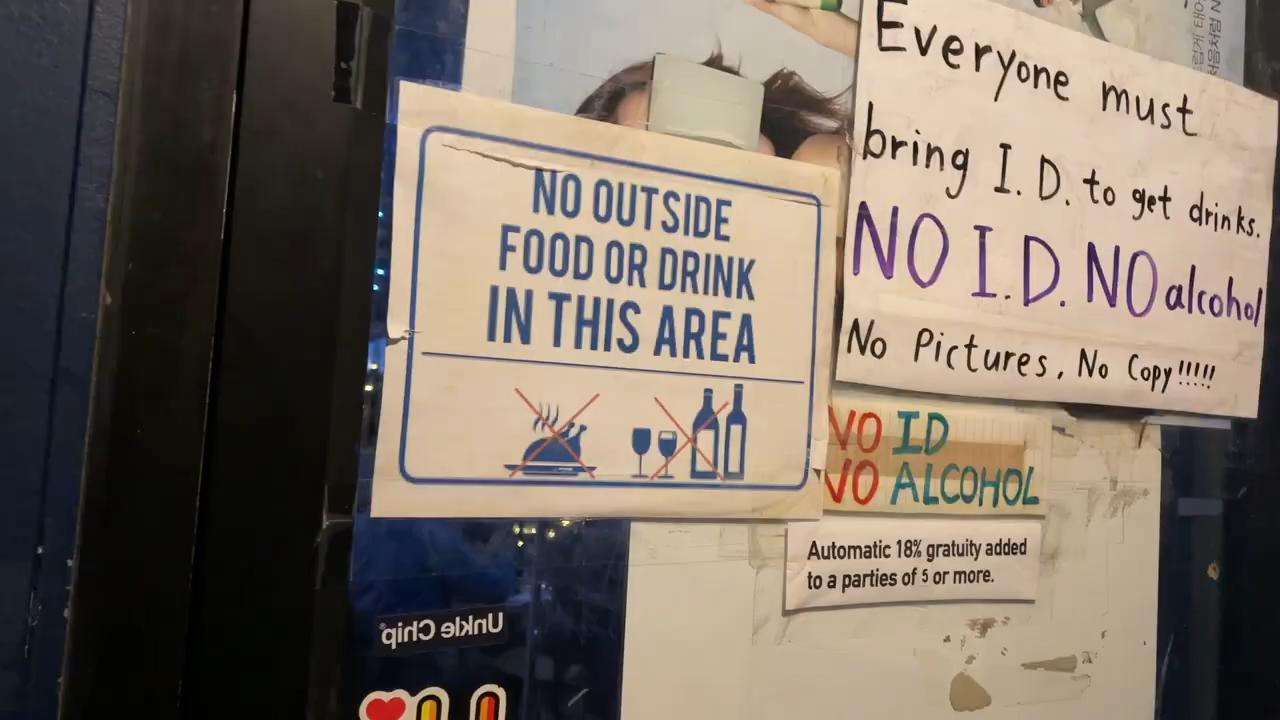 NO OUTSIDE
FOOD OR DRINK
IN THIS AREA
Everyone must
bring I.D. to get drinks.
NO I.D. NO alcohol
No Pictures, No Copy!!!!!
NO ID
NO ALCOHOL
Automatic 18% gratuity added
to a parties of 5 or more.
Unkle Chip